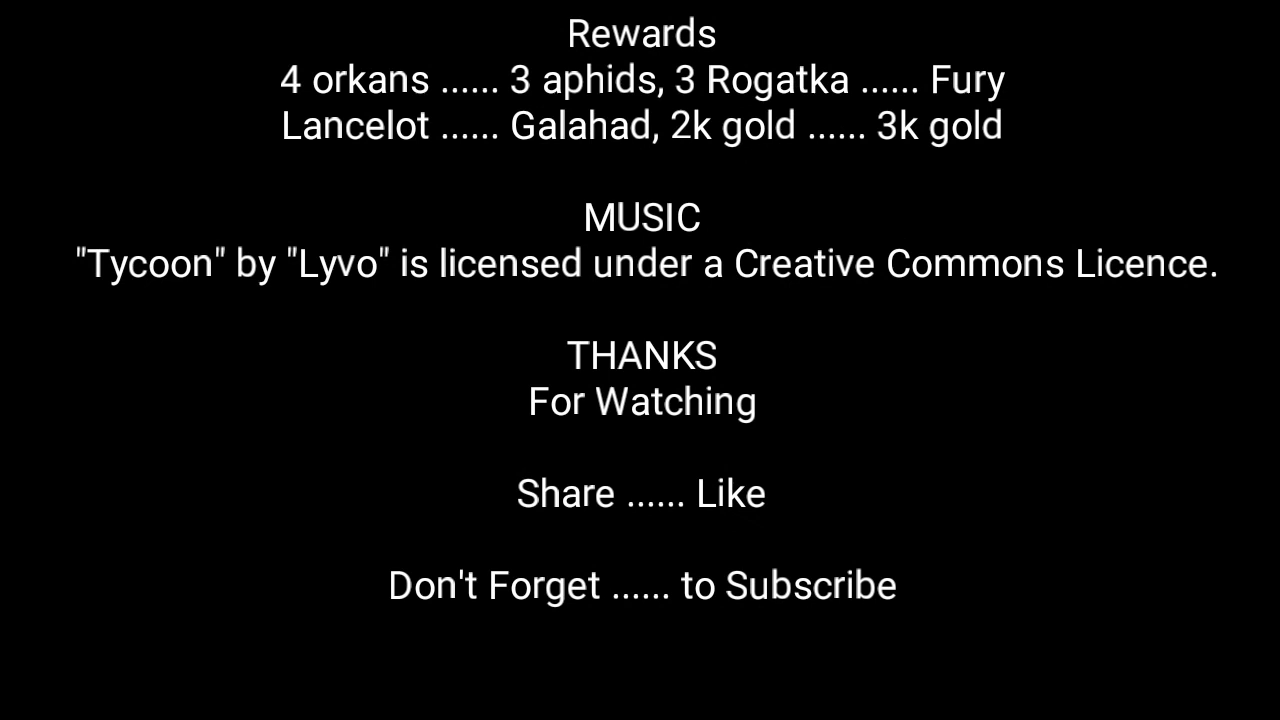 Rewards
4 orkans ...... 3 aphids, 3 Rogatka ...... Fury
Lancelot ...... Galahad, 2k gold ...... 3k gold
MUSIC
"Tycoon" by "Lyvo" is licensed under a Creative Commons Licence.
THANKS
For Watching
Share ...... Like
Don't Forget ...... to Subscribe